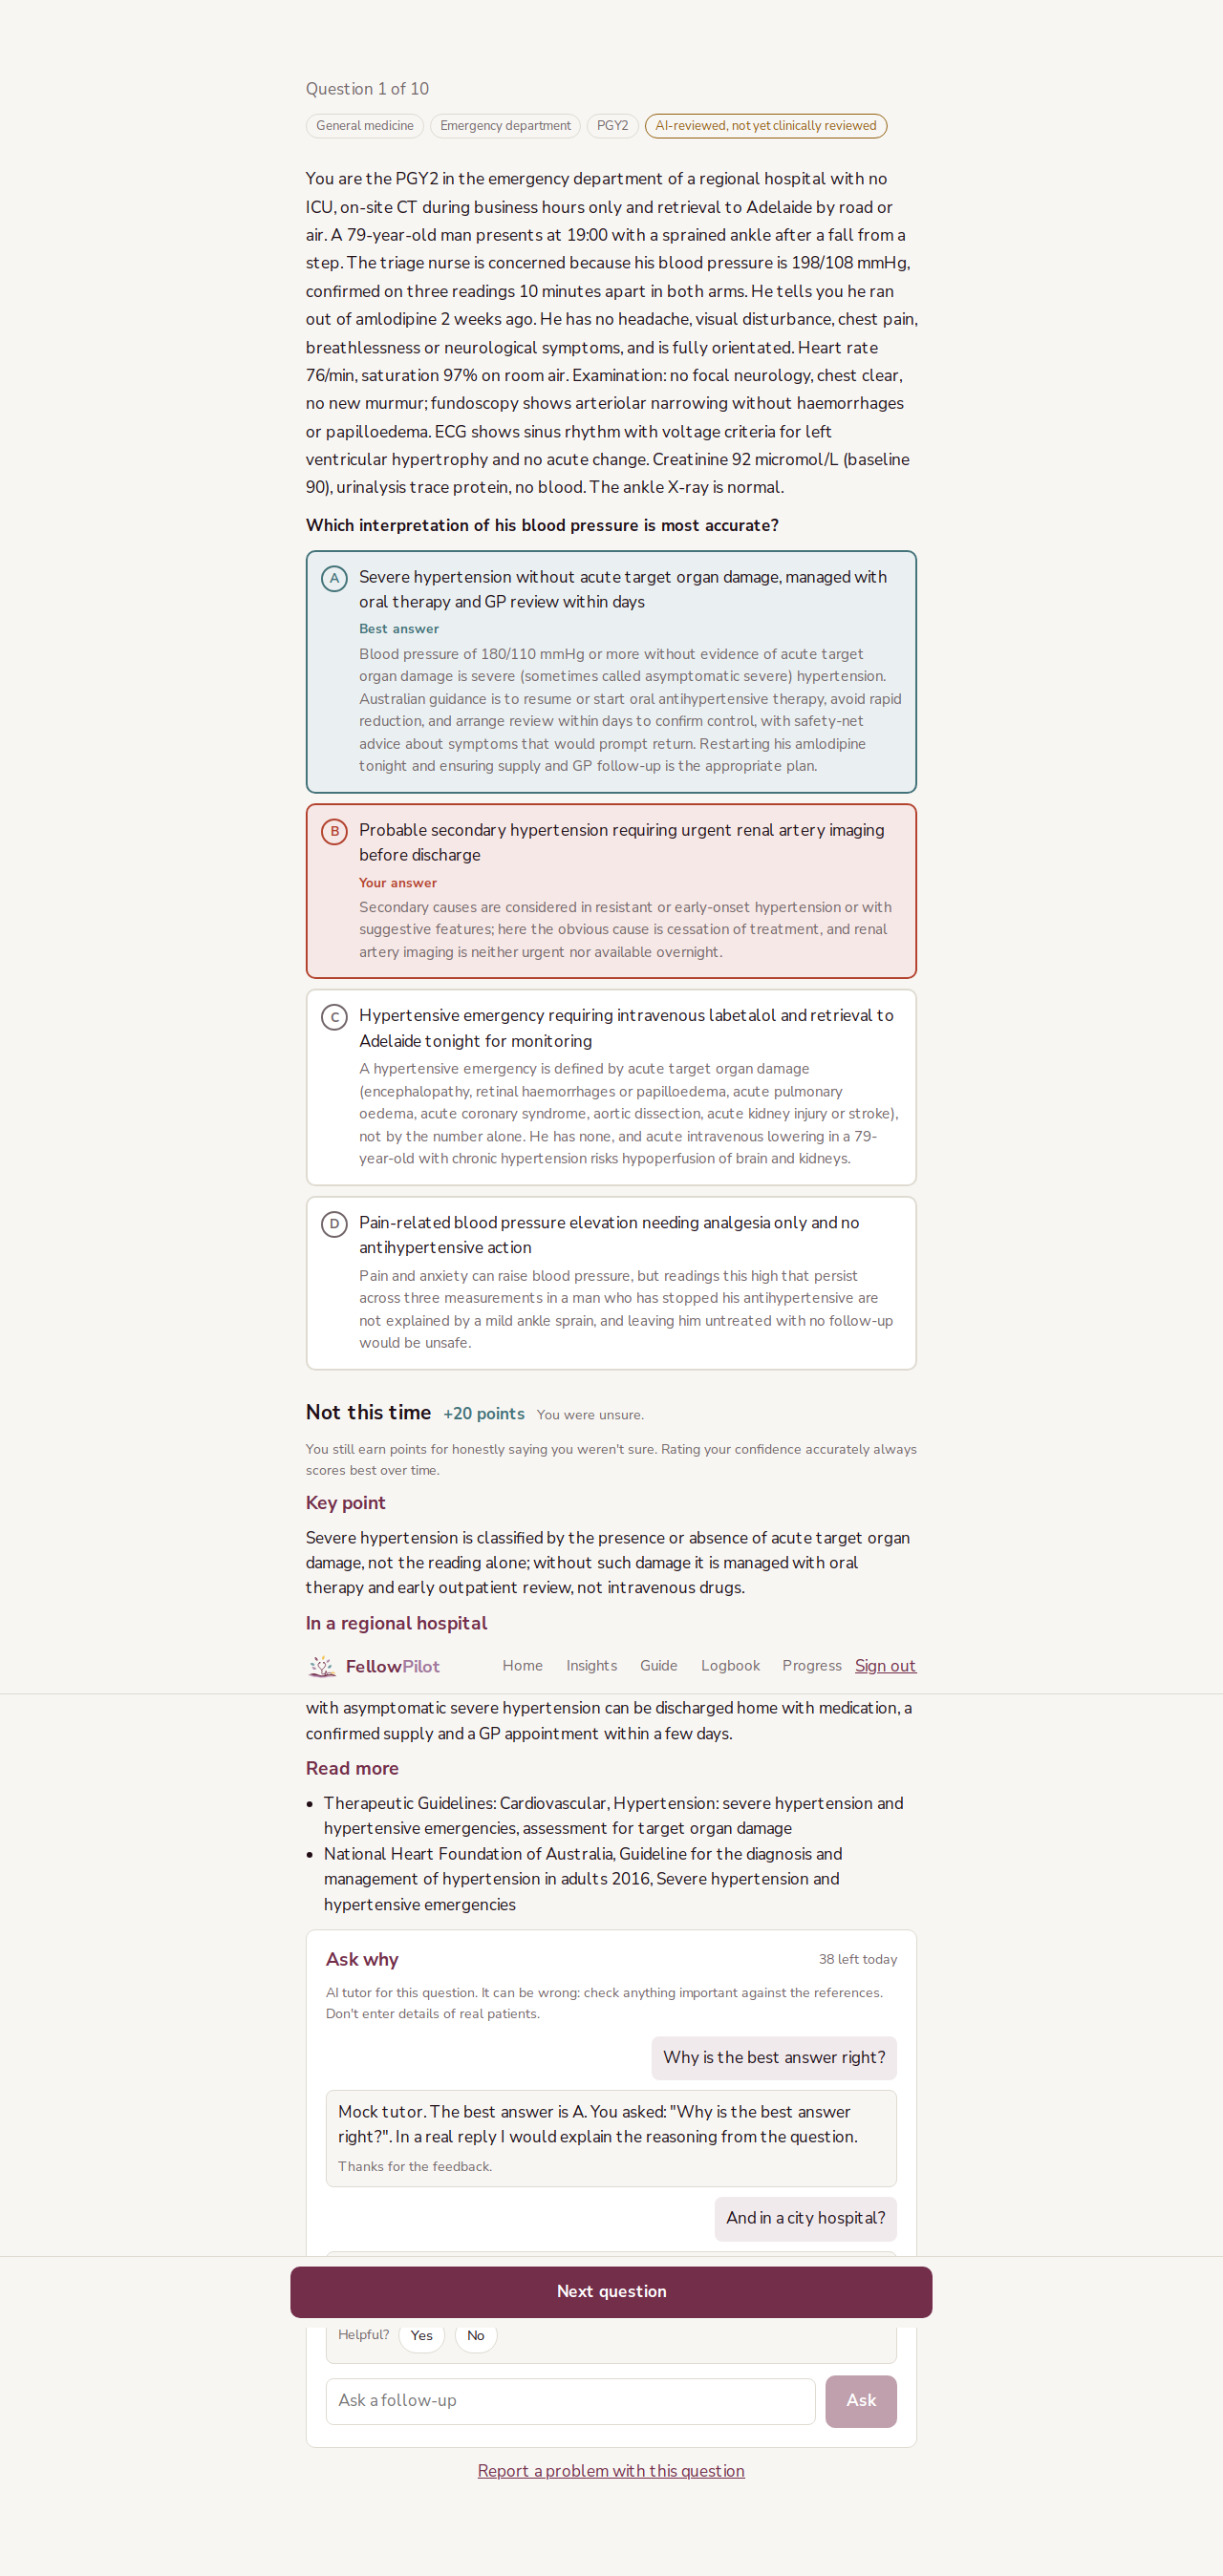 Question 1 of 10
General medicine
Emergency department
PGY2
AI-reviewed, not yet clinically reviewed
You are the PGY2 in the emergency department of a regional hospital with no
ICU, on-site CT during business hours only and retrieval to Adelaide by road or
air. A 79-year-old man presents at 19:00 with a sprained ankle after a fall from a
step. The triage nurse is concerned because his blood pressure is 198/108 mmHg,
confirmed on three readings 10 minutes apart in both arms. He tells you he ran
out of amlodipine 2 weeks ago. He has no headache, visual disturbance, chest pain,
breathlessness or neurological symptoms, and is fully orientated. Heart rate
76/min, saturation 97% on room air. Examination: no focal neurology, chest clear,
no new murmur; fundoscopy shows arteriolar narrowing without haemorrhages
or papilloedema. ECG shows sinus rhythm with voltage criteria for left
ventricular hypertrophy and no acute change. Creatinine 92 micromol/L (baseline
90), urinalysis trace protein, no blood. The ankle X-ray is normal.
Which interpretation of his blood pressure is most accurate?
A
Severe hypertension without acute target organ damage, managed with
oral therapy and GP review within days
Best answer
Blood pressure of 180/110 mmHg or more without evidence of acute target
organ damage is severe (sometimes called asymptomatic severe) hypertension.
Australian guidance is to resume or start oral antihypertensive therapy, avoid rapid
reduction, and arrange review within days to confirm control, with safety-net
advice about symptoms that would prompt return. Restarting his amlodipine
tonight and ensuring supply and GP follow-up is the appropriate plan.
B
Probable secondary hypertension requiring urgent renal artery imaging
before discharge
Your answer
Secondary causes are considered in resistant or early-onset hypertension or with
suggestive features; here the obvious cause is cessation of treatment, and renal
artery imaging is neither urgent nor available overnight.
C
Hypertensive emergency requiring intravenous labetalol and retrieval to
Adelaide tonight for monitoring
A hypertensive emergency is defined by acute target organ damage
(encephalopathy, retinal haemorrhages or papilloedema, acute pulmonary
oedema, acute coronary syndrome, aortic dissection, acute kidney injury or stroke),
not by the number alone. He has none, and acute intravenous lowering in a 79-
year-old with chronic hypertension risks hypoperfusion of brain and kidneys.
D
Pain-related blood pressure elevation needing analgesia only and no
antihypertensive action
Pain and anxiety can raise blood pressure, but readings this high that persist
across three measurements in a man who has stopped his antihypertensive are
not explained by a mild ankle sprain, and leaving him untreated with no follow-up
would be unsafe.
Not this time +20 points You were unsure.
You still earn points for honestly saying you weren't sure. Rating your confidence accurately always
scores best over time.
Key point
Severe hypertension is classified by the presence or absence of acute target organ
damage, not the reading alone; without such damage it is managed with oral
therapy and early outpatient review, not intravenous drugs.
In a regional hospital
FellowPilot Home Insights Guide Logbook Progress Sign out
with asymptomatic severe hypertension can be discharged home with medication, a
confirmed supply and a GP appointment within a few days.
Read more
• Therapeutic Guidelines: Cardiovascular, Hypertension: severe hypertension and
hypertensive emergencies, assessment for target organ damage
• National Heart Foundation of Australia, Guideline for the diagnosis and
management of hypertension in adults 2016, Severe hypertension and
hypertensive emergencies
Ask why 38 left today
AI tutor for this question. It can be wrong: check anything important against the references.
Don't enter details of real patients.
Why is the best answer right?
Mock tutor. The best answer is A. You asked: "Why is the best answer
right?". In a real reply I would explain the reasoning from the question.
Thanks for the feedback.
And in a city hospital?
Next question
Helpful? Yes No
Ask a follow-up Ask
Report a problem with this question